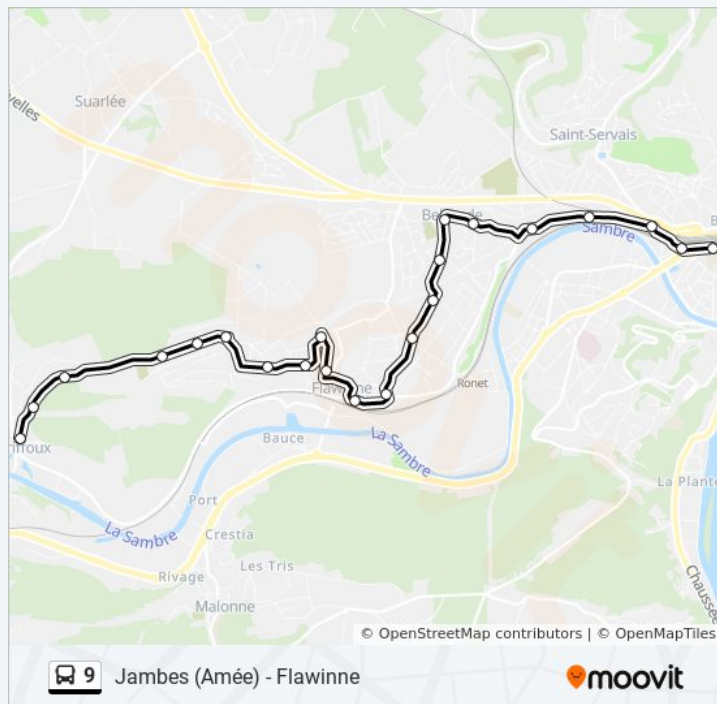 Suarlée
Saint-Servais
Sambre
Flawinne
Ronet
Bauce
La Sambre
La Plante
Port
La Sambre
Crestia
Les Tris
Rivage
Malonne
© OpenStreetMap contributors | © OpenMapTiles
9 Jambes (Amée) - Flawinne
moovit